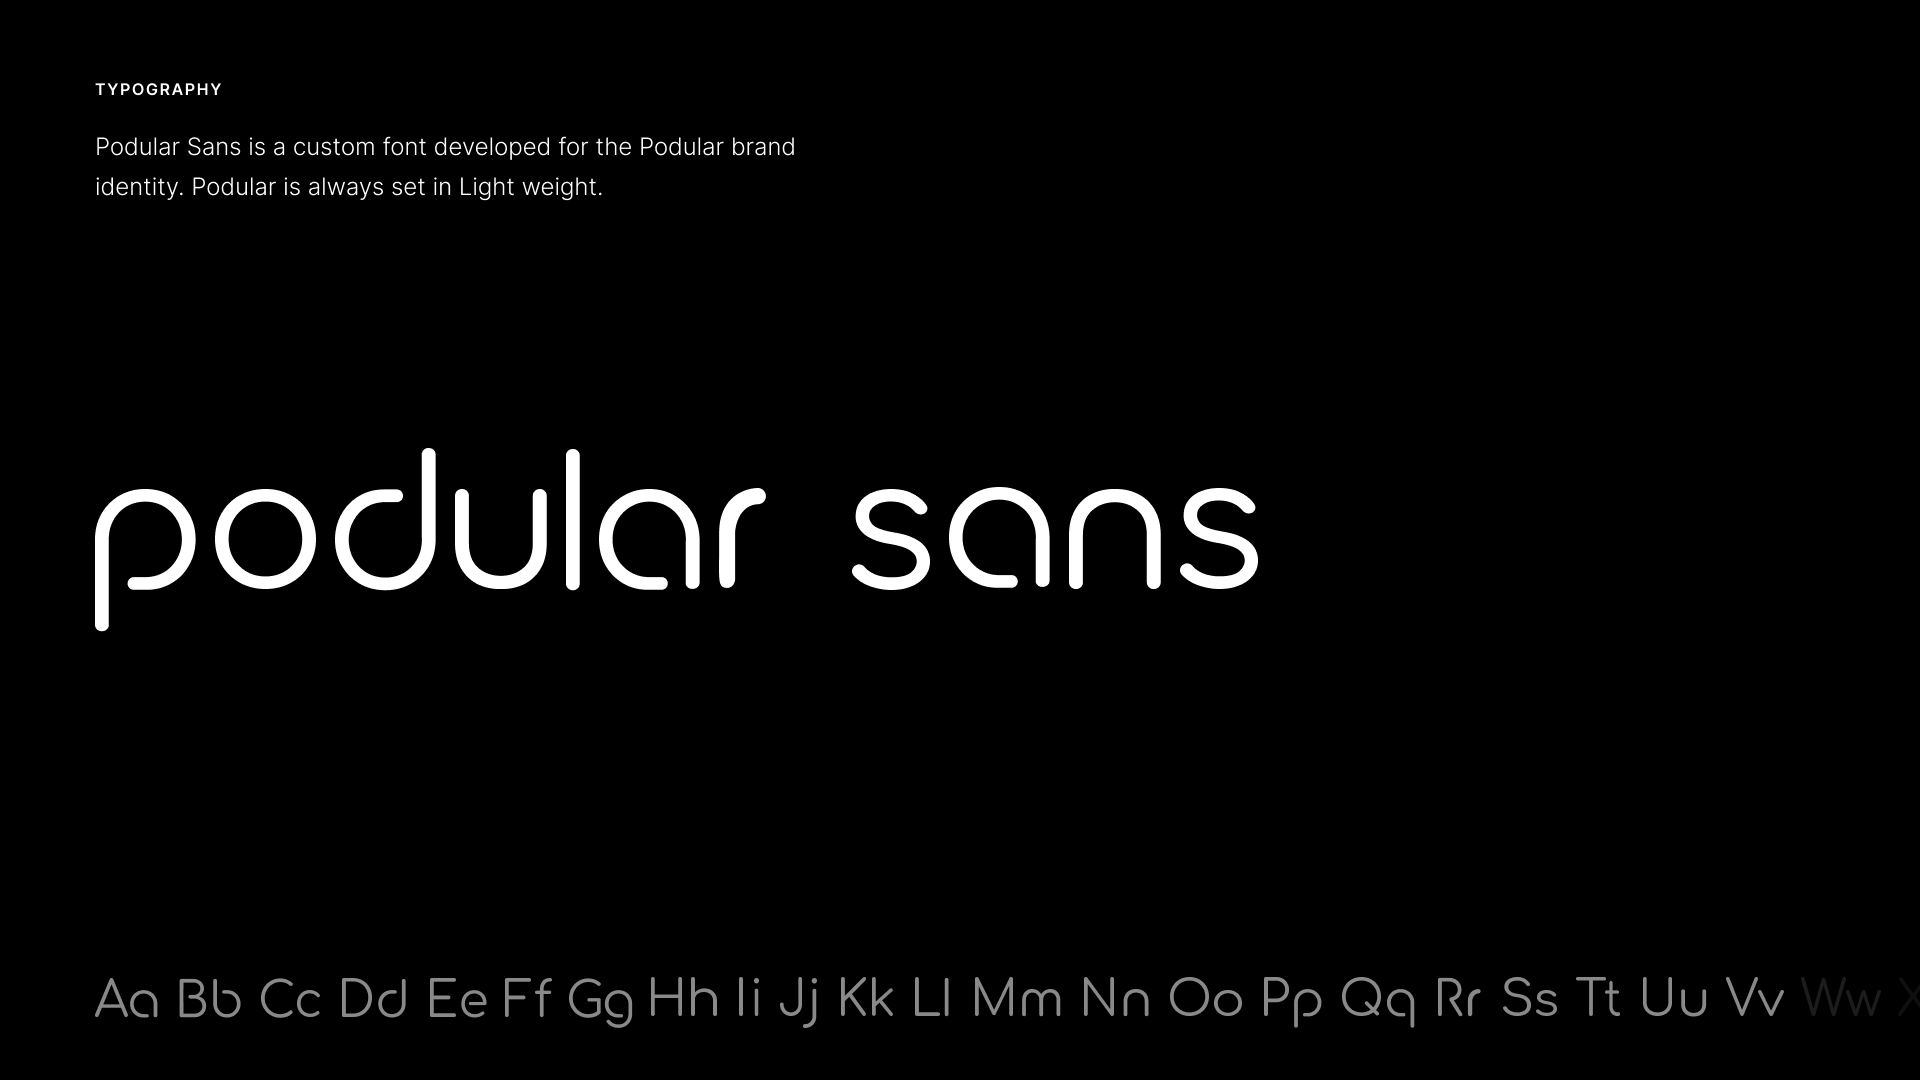 TYPOGRAPHY
Podular Sans is a custom font developed for the Podular brand
identity. Podular is always set in Light weight.
podular sans
Aa Bb Cc Dd Ee Ff Gg Hh Ii Jj Kk Ll Mm Nn Oo Pp Qq Rr Ss Tt Uu Vv Ww X